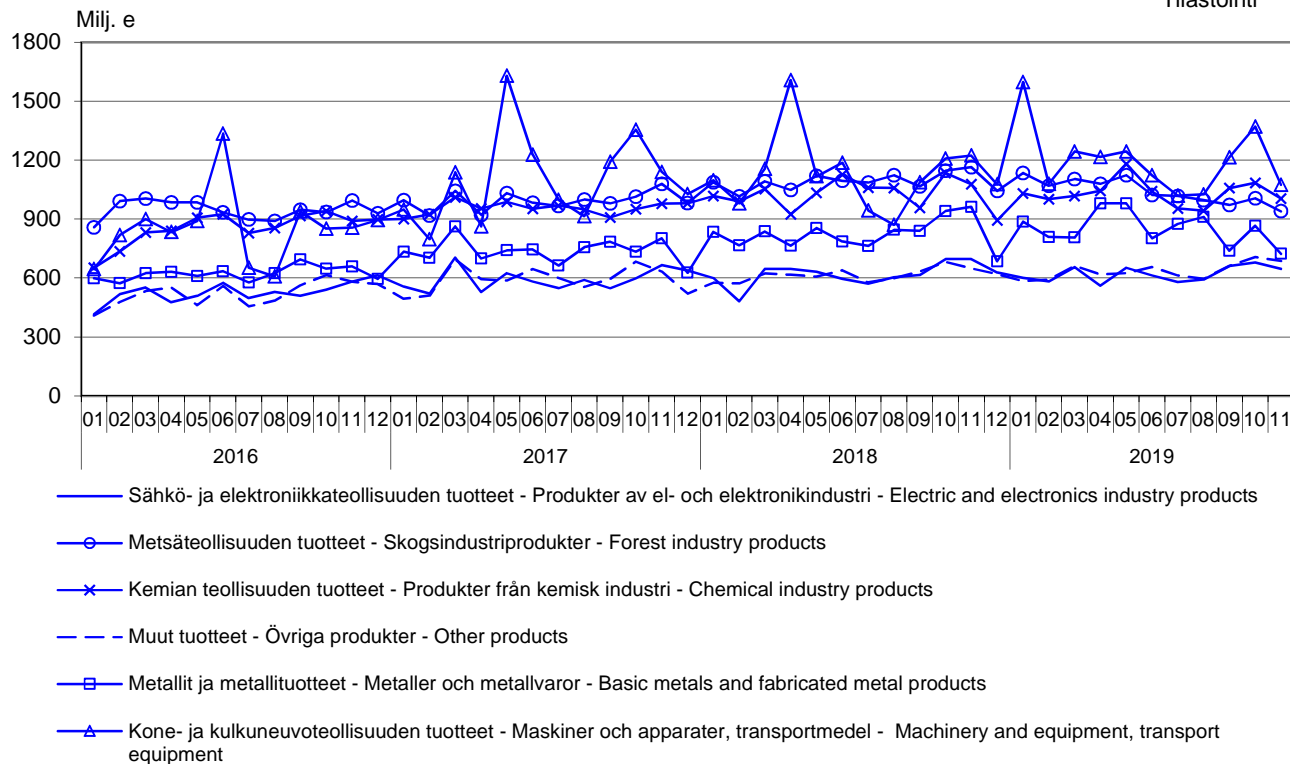 Tilastointi
Milj. e
1800
1500
1200
900
600
300
0
01 02 03 04 05 06 07 08 09 10 11 12 01 02 03 04 05 06 07 08 09 10 11 12 01 02 03 04 05 06 07 08 09 10 11 12 01 02 03 04 05 06 07 08 09 10 11
2016 2017 2018 2019
Sähkö- ja elektroniikkateollisuuden tuotteet - Produkter av el- och elektronikindustri - Electric and electronics industry products
Metsäteollisuuden tuotteet - Skogsindustriprodukter - Forest industry products
Kemian teollisuuden tuotteet - Produkter från kemisk industri - Chemical industry products
Muut tuotteet - Övriga produkter - Other products
Metallit ja metallituotteet - Metaller och metallvaror - Basic metals and fabricated metal products
Kone- ja kulkuneuvoteollisuuden tuotteet - Maskiner och apparater, transportmedel - Machinery and equipment, transport
equipment